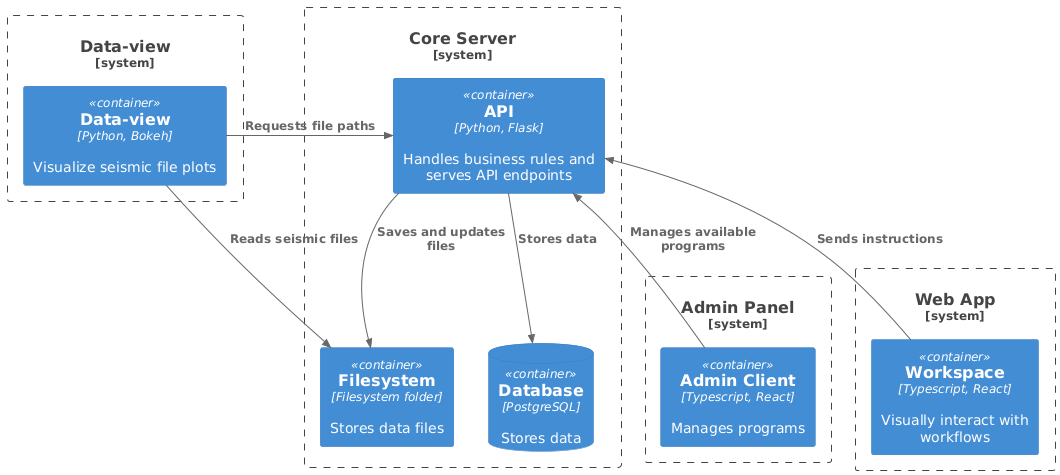 Data-view
[system]
«container»
Data-view
[Python, Bokeh]
Visualize seismic file plots
Core Server
[system]
«container»
API
[Python, Flask]
Handles business rules and
serves API endpoints
Requests file paths
Reads seismic files
Saves and updates
files
Stores data
Manages available
programs
Sends instructions
«container»
Filesystem
[Filesystem folder]
Stores data files
«container»
Database
[PostgreSQL]
Stores data
Admin Panel
[system]
«container»
Admin Client
[Typescript, React]
Manages programs
Web App
[system]
«container»
Workspace
[Typescript, React]
Visually interact with
workflows